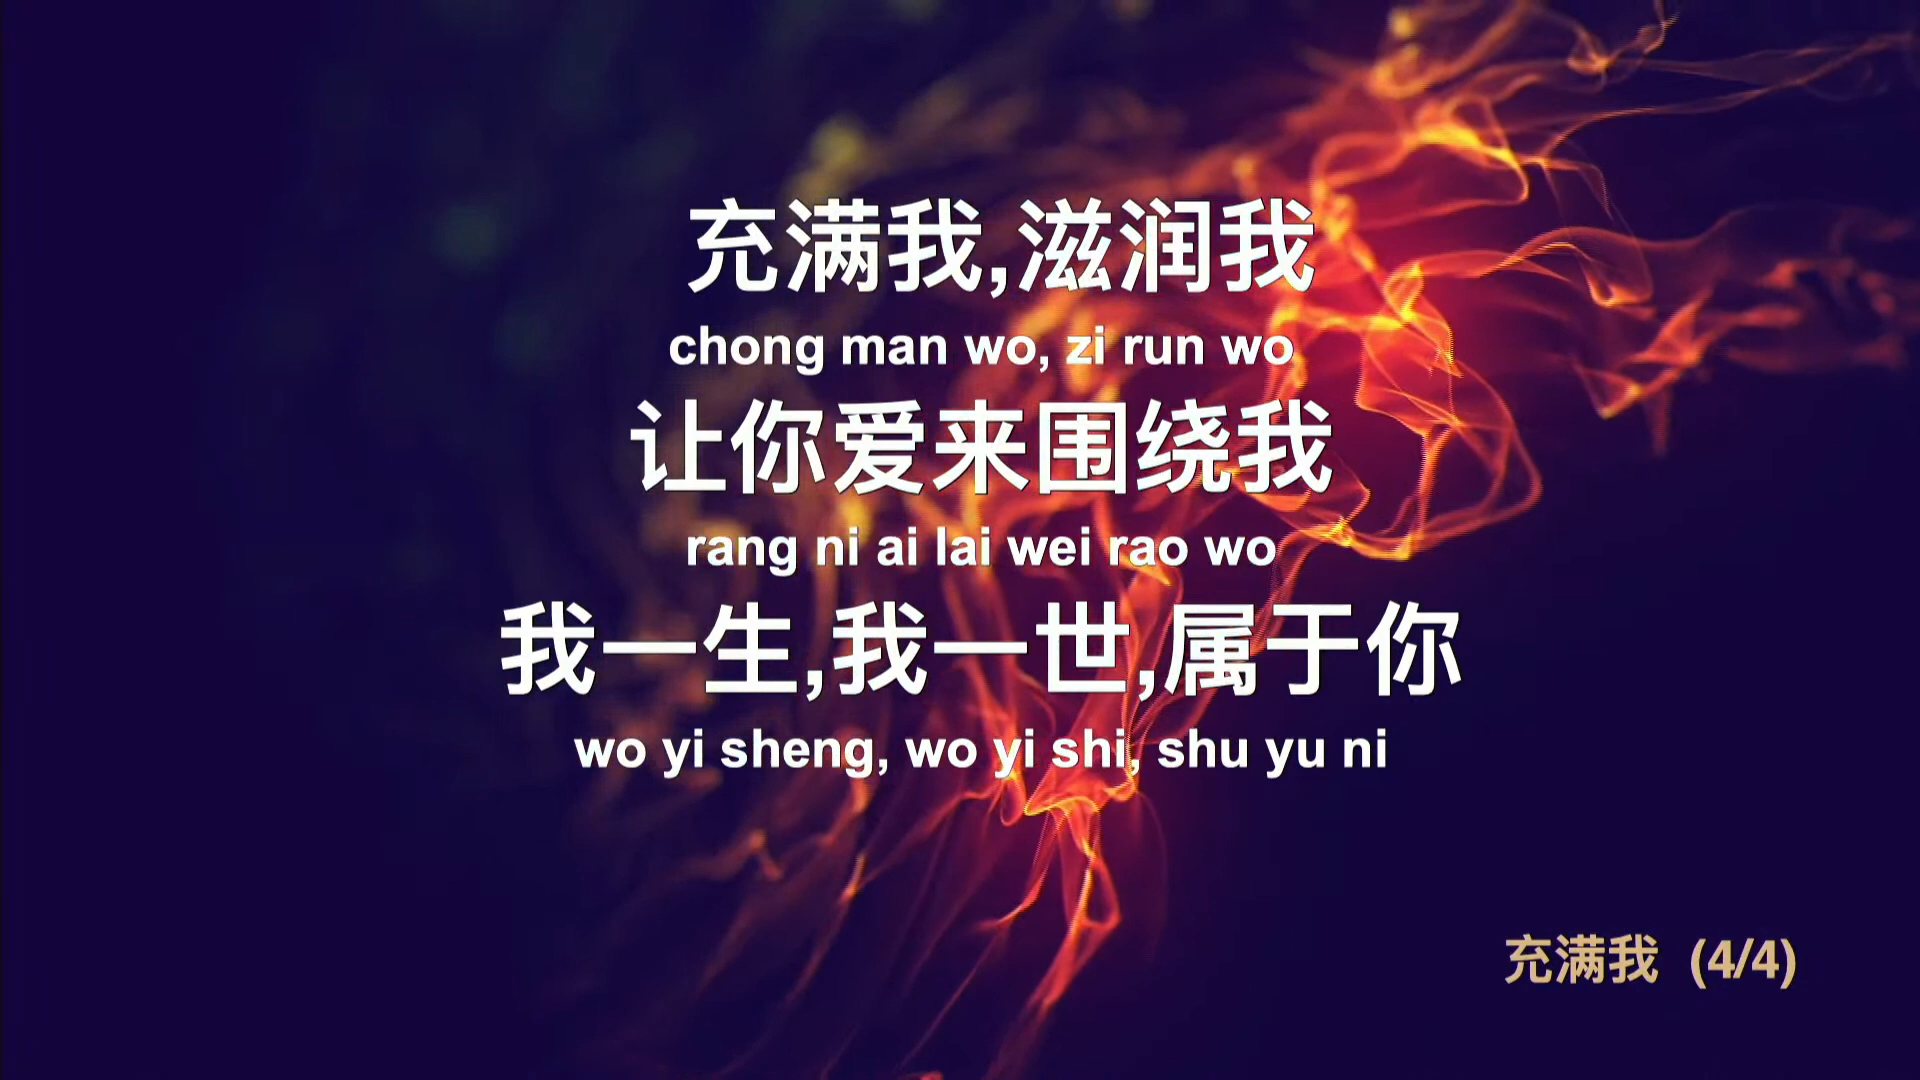 充满我,滋润我
chong man wo, zi run wo
让你爱来围绕我
rang ni ai lai wei rao wo
我一生,我一世,属于你
wo yi sheng, wo yi shi, shu yu ni
充满我 (4/4)